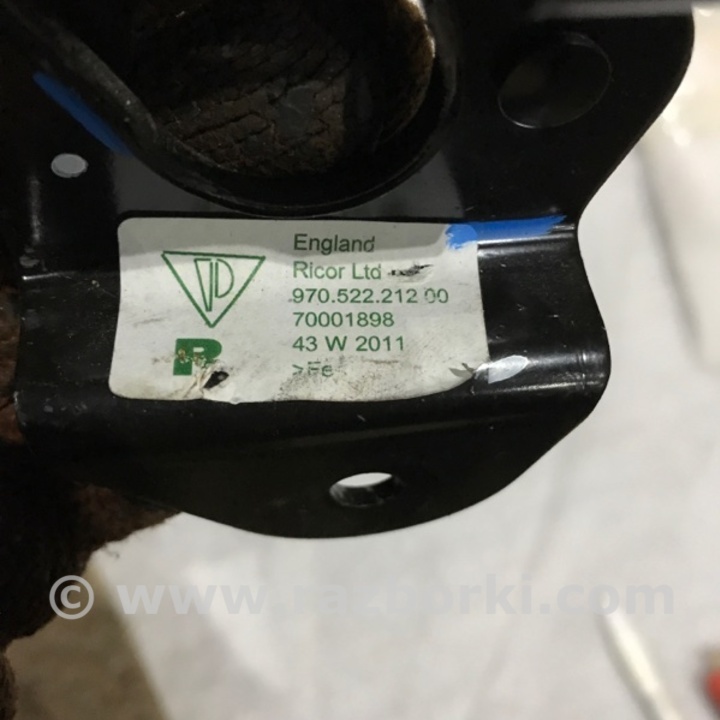 England
Ricor Ltd
970.522.212 00
70001898
43 W 2011
R
>Fe
© www.razborki.com